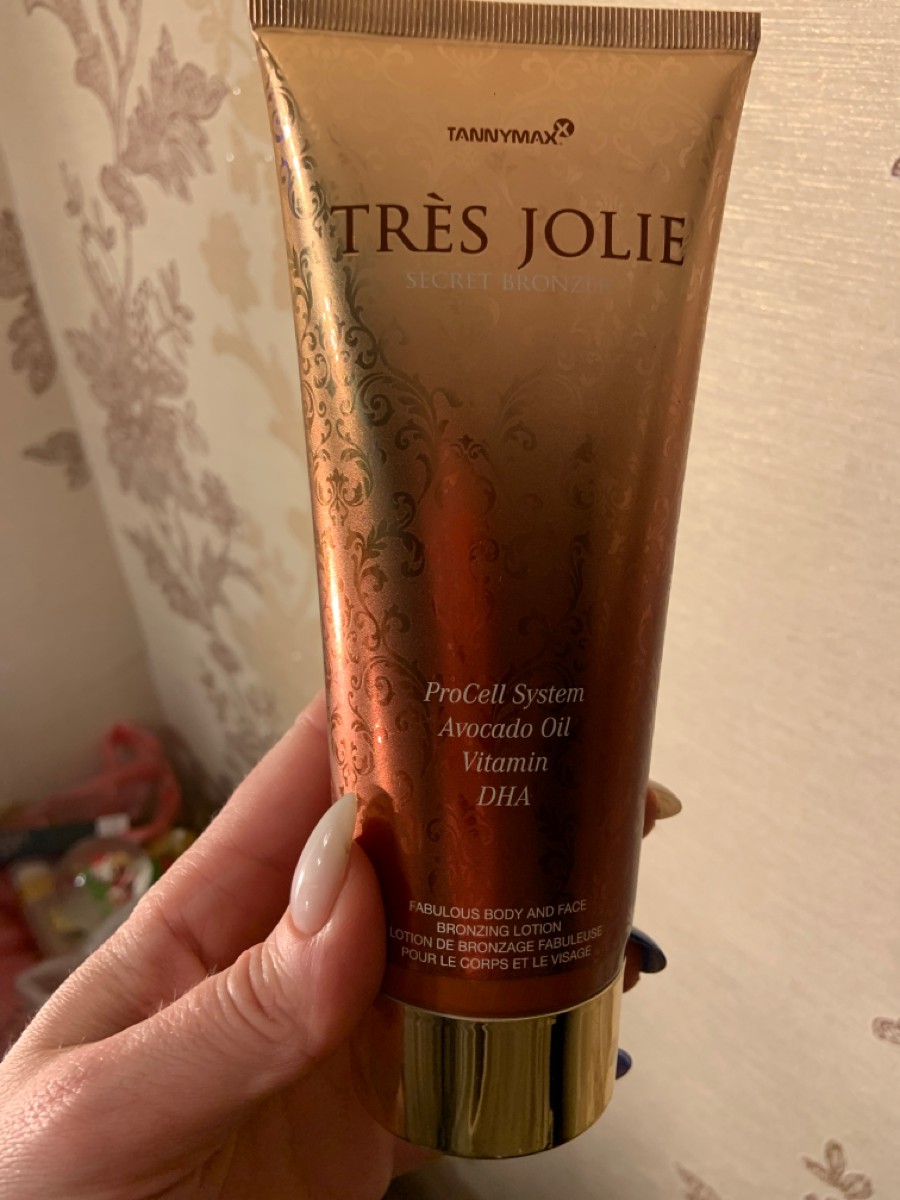 TANNYMAXX
TRÈS JOLIE
SECRET BRONZER
ProCell System
Avocado Oil
Vitamin
DHA
FABULOUS BODY AND FACE
BRONZING LOTION
LOTION DE BRONZAGE FABULEUSE
POUR LE CORPS ET LE VISAGE